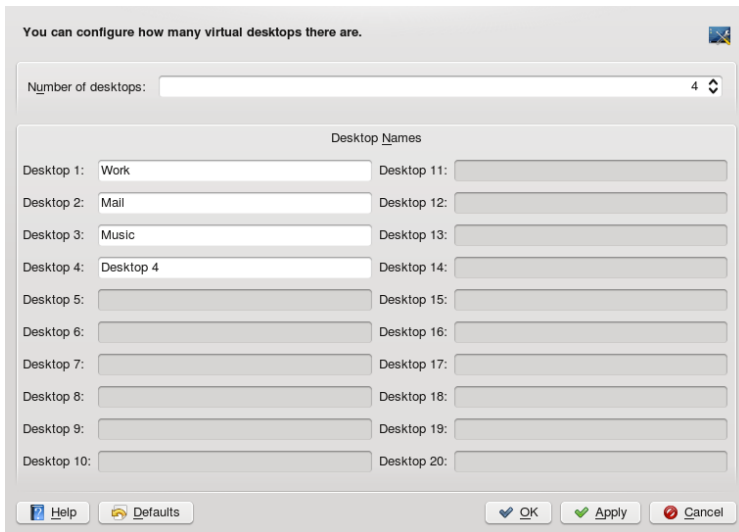 You can configure how many virtual desktops there are.
Number of desktops: 4
Desktop Names
Desktop 1: Work
Desktop 2: Mail
Desktop 3: Music
Desktop 4: Desktop 4
Desktop 5:
Desktop 6:
Desktop 7:
Desktop 8:
Desktop 9:
Desktop 10:
Desktop 11:
Desktop 12:
Desktop 13:
Desktop 14:
Desktop 15:
Desktop 16:
Desktop 17:
Desktop 18:
Desktop 19:
Desktop 20:
Help Defaults OK Apply Cancel